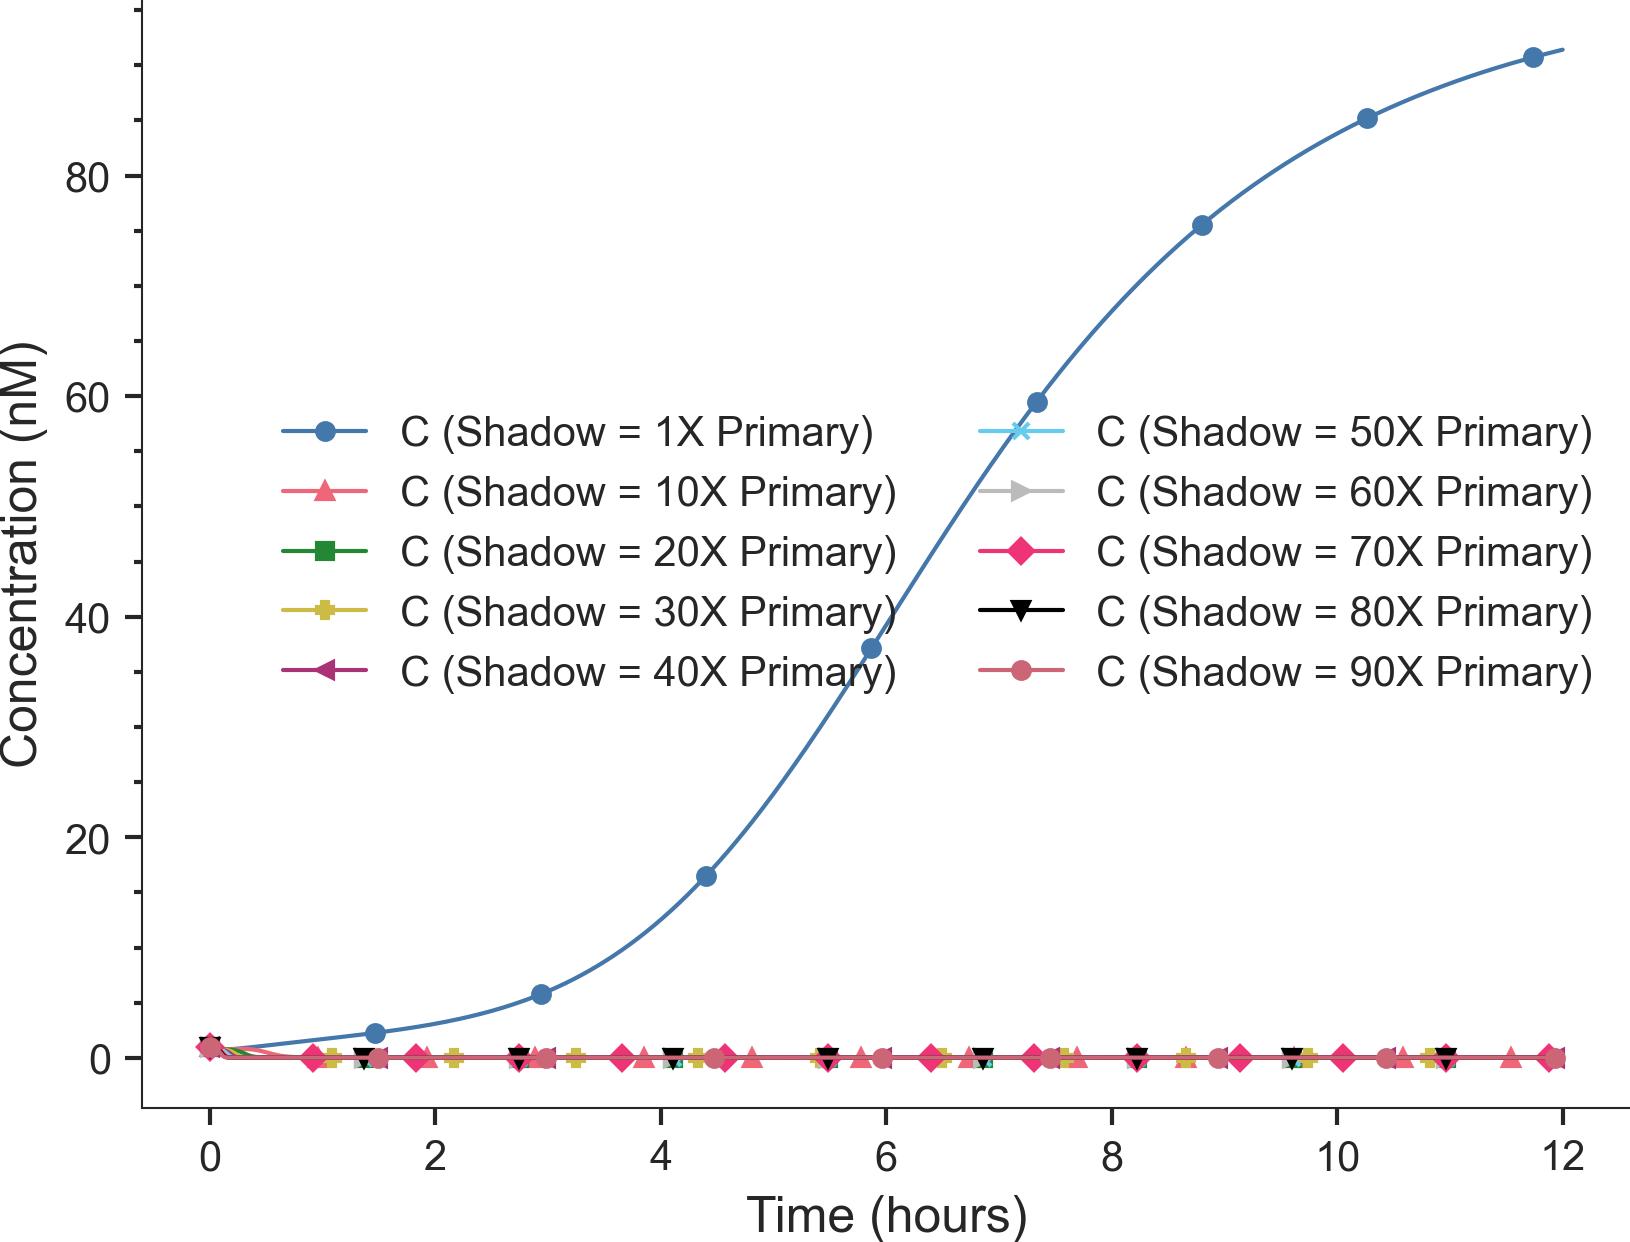 Concentration (nM)
80
60
40
20
0
C (Shadow = 1X Primary)
C (Shadow = 10X Primary)
C (Shadow = 20X Primary)
C (Shadow = 30X Primary)
C (Shadow = 40X Primary)
C (Shadow = 50X Primary)
C (Shadow = 60X Primary)
C (Shadow = 70X Primary)
C (Shadow = 80X Primary)
C (Shadow = 90X Primary)
0 2 4 6 8 10 12
Time (hours)